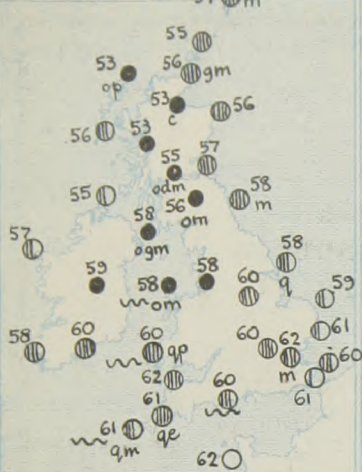 m
55
53 56 gm
op
53 56
c
56 53
57
55
55 odm 58
56 m
om
58
57 ogm
58
q
59 58 58 60 59
om
61
58 60 60 qp 60 62 60
m
62 61
61 60
qe
61
qm
62